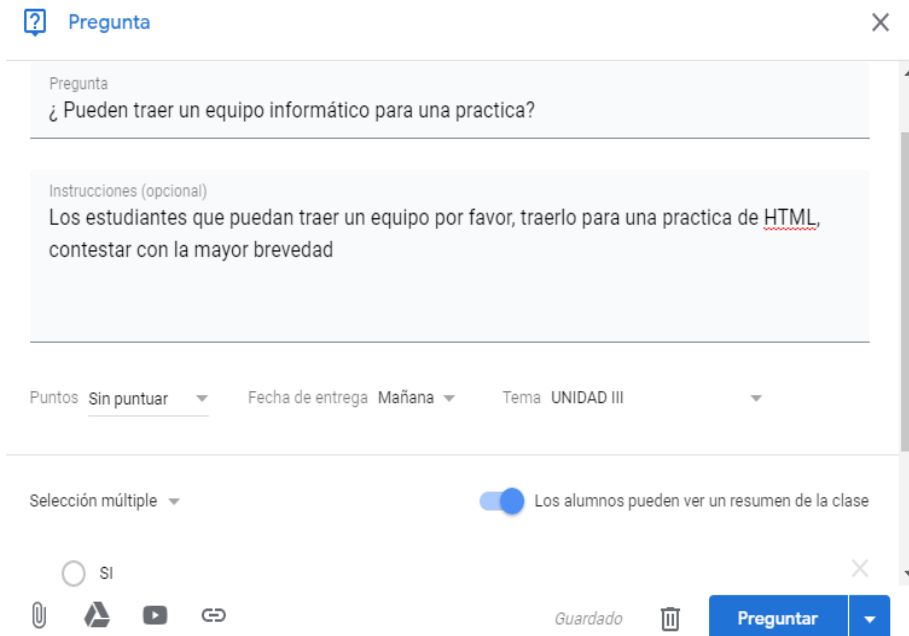 Pregunta
Pregunta
¿ Pueden traer un equipo informático para una practica?
Instrucciones (opcional)
Los estudiantes que puedan traer un equipo por favor, traerlo para una practica de HTML,
contestar con la mayor brevedad
Puntos Sin puntuar Fecha de entrega Mañana Tema UNIDAD III
Selección múltiple Los alumnos pueden ver un resumen de la clase
SI
Guardado Preguntar